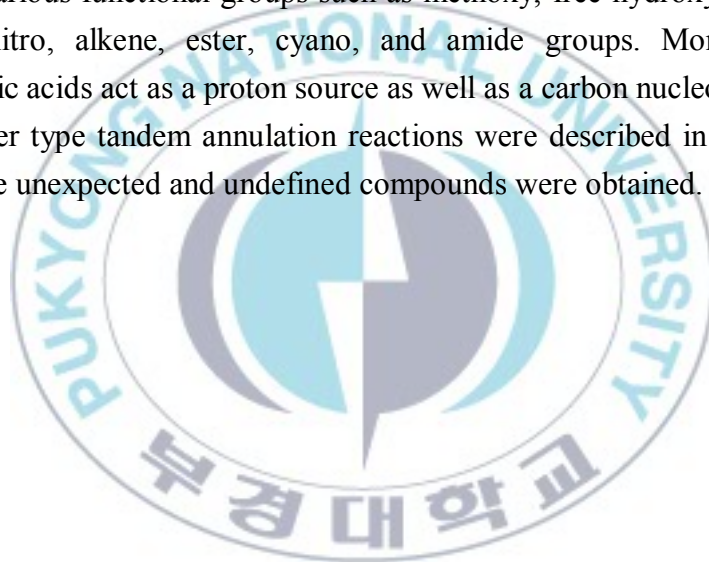 various functional groups such as methoxy, free hydroxy
nitro, alkene, ester, cyano, and amide groups. Mor
ic acids act as a proton source as well as a carbon nucleo
er type tandem annulation reactions were described in
e unexpected and undefined compounds were obtained.
PUKYONG NATIONAL UNIVERSITY
부경대학교